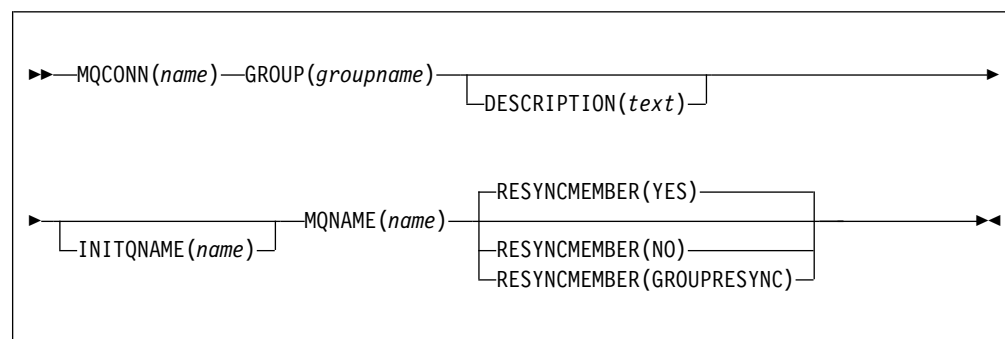 MQCONN(name) GROUP(groupname)
DESCRIPTION(text)
INITQNAME(name)
MQNAME(name)
RESYNCMEMBER(YES)
RESYNCMEMBER(NO)
RESYNCMEMBER(GROUPRESYNC)